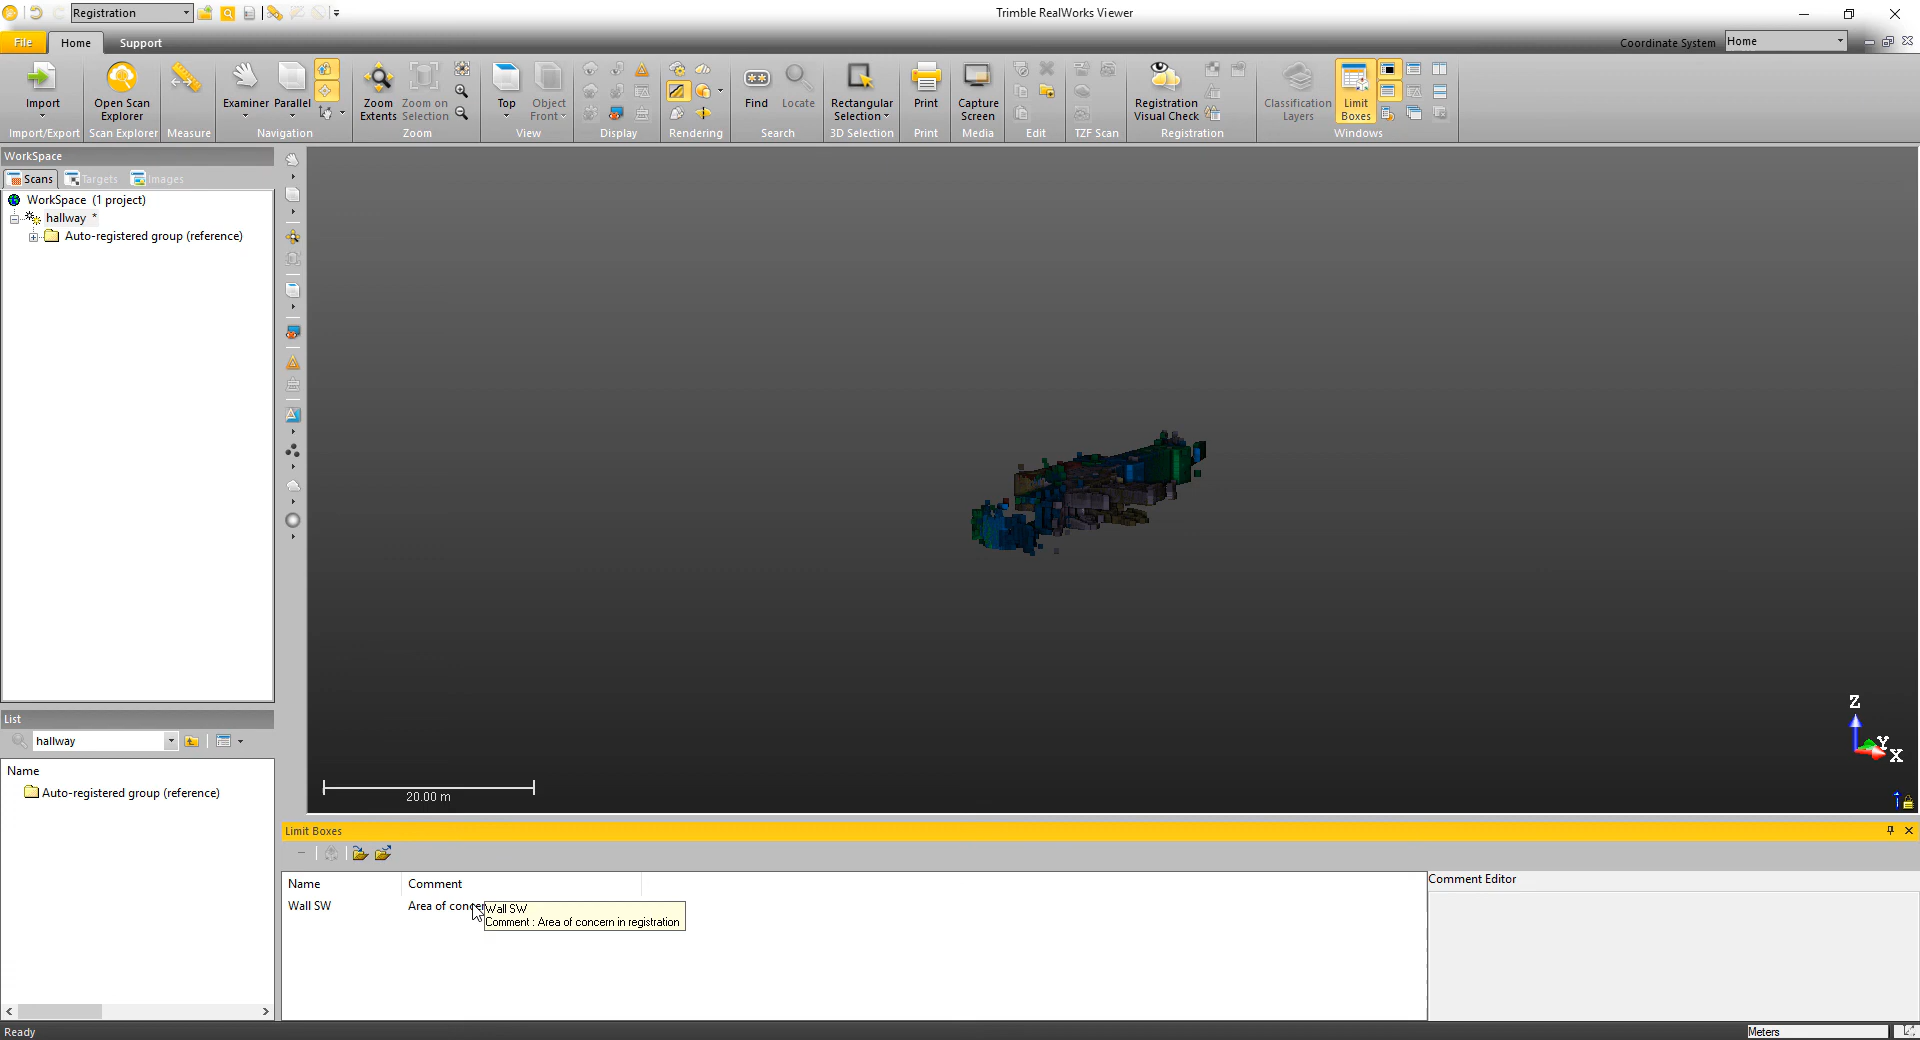 Registration
Trimble RealWorks Viewer
File
Home
Support
Coordinate System
Home
Import
Open Scan
Explorer
Examiner
Parallel
Zoom
Extents
Zoom on
Selection
Top
Object
Front
Find
Locate
Rectangular
Selection
Print
Capture
Screen
Registration
Visual Check
Classification
Layers
Limit
Boxes
Import/Export
Scan Explorer
Measure
Navigation
Zoom
View
Display
Rendering
Search
3D Selection
Print
Media
Edit
TZF Scan
Registration
Windows
WorkSpace
Scans
Targets
Images
WorkSpace (1 project)
hallway *
Auto-registered group (reference)
List
hallway
Name
Auto-registered group (reference)
20.00 m
Z
Y
X
Limit Boxes
Name
Comment
Wall SW
Area of concer
Wall SW
Comment : Area of concern in registration
Comment Editor
Ready
Meters